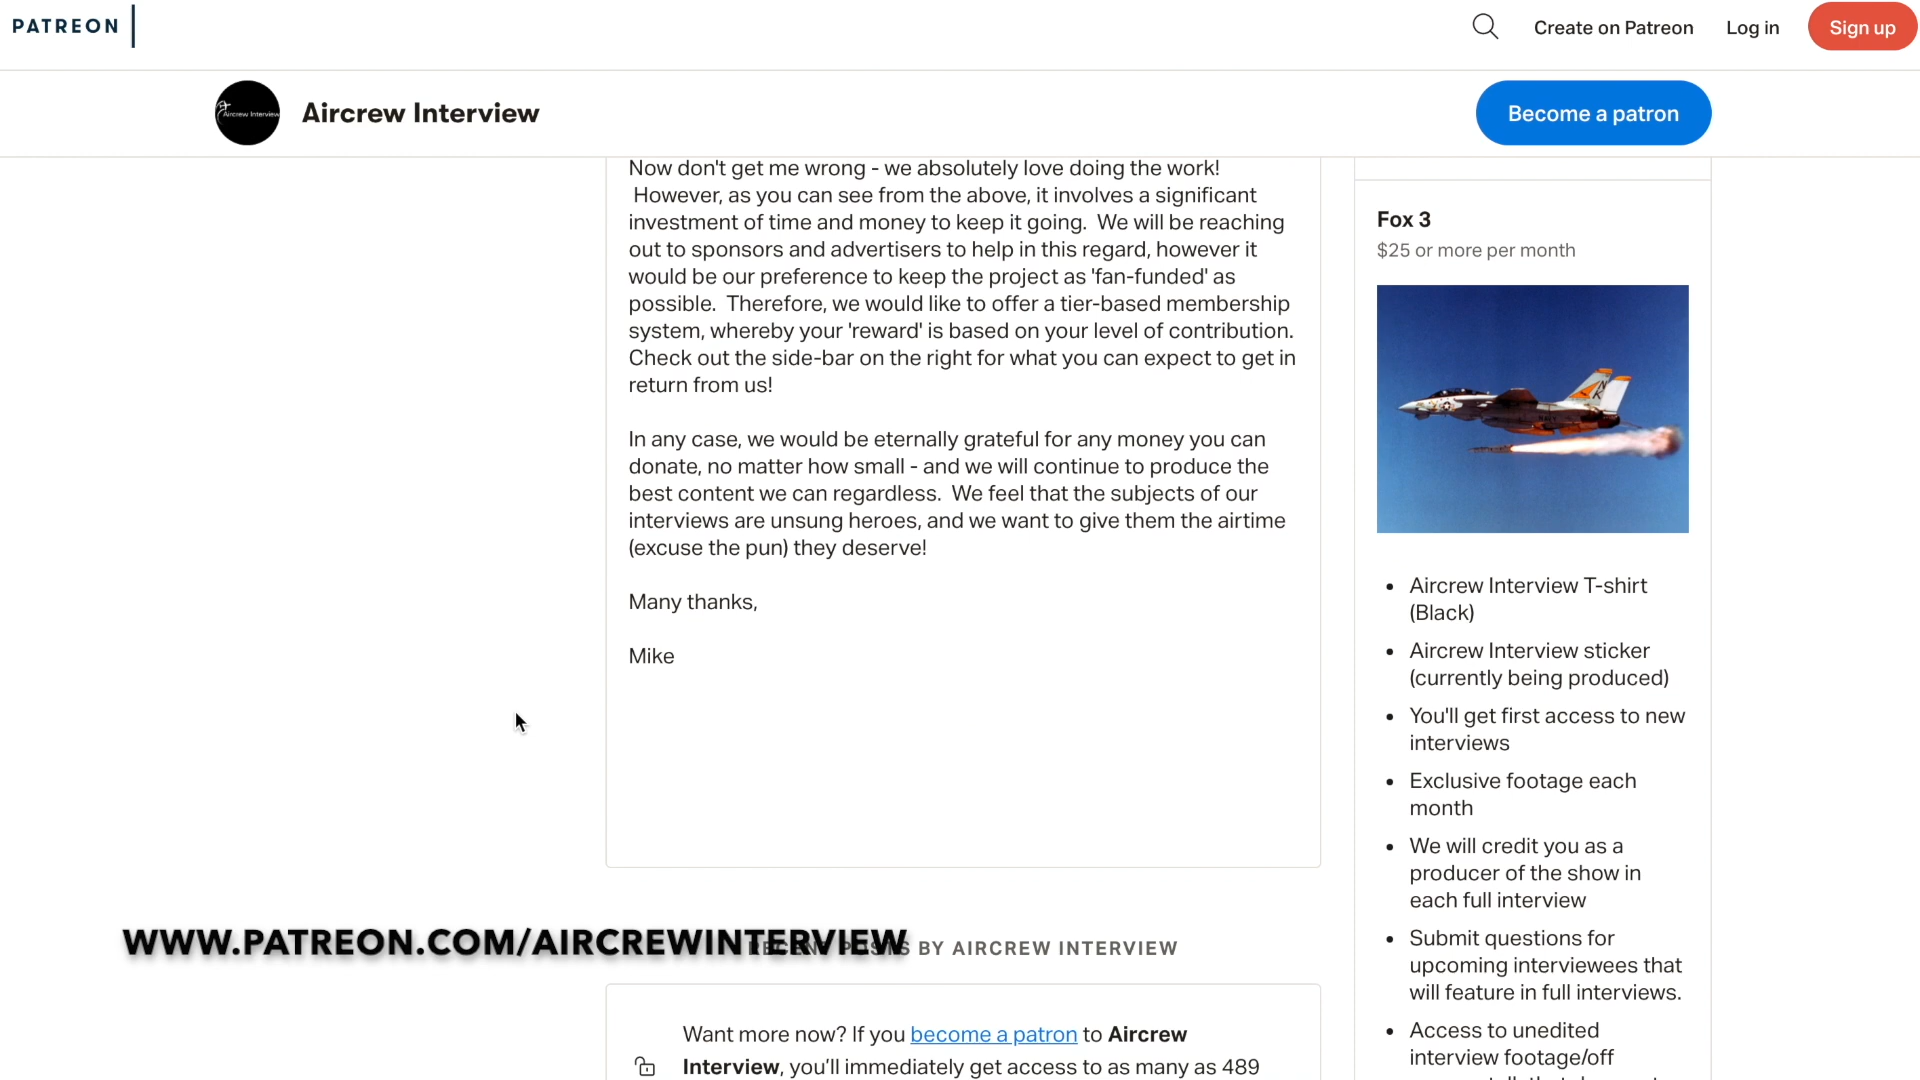 PATREON
Create on Patreon
Log in
Sign up
Aircrew Interview
Aircrew Interview
Become a patron
Now don't get me wrong - we absolutely love doing the work!
However, as you can see from the above, it involves a significant
investment of time and money to keep it going.  We will be reaching
out to sponsors and advertisers to help in this regard, however it
would be our preference to keep the project as 'fan-funded' as
possible.  Therefore, we would like to offer a tier-based membership
system, whereby your 'reward' is based on your level of contribution.
Check out the side-bar on the right for what you can expect to get in
return from us!
In any case, we would be eternally grateful for any money you can
donate, no matter how small - and we will continue to produce the
best content we can regardless.  We feel that the subjects of our
interviews are unsung heroes, and we want to give them the airtime
(excuse the pun) they deserve!
Many thanks,
Mike
WWW.PATREON.COM/AIRCREWINTERVIEW
RECENT POSTS BY AIRCREW INTERVIEW
Want more now? If you become a patron to Aircrew
Interview, you'll immediately get access to as many as 489
Fox 3
$25 or more per month
NK
• Aircrew Interview T-shirt
(Black)
• Aircrew Interview sticker
(currently being produced)
• You'll get first access to new
interviews
• Exclusive footage each
month
• We will credit you as a
producer of the show in
each full interview
• Submit questions for
upcoming interviewees that
will feature in full interviews.
• Access to unedited
interview footage/off